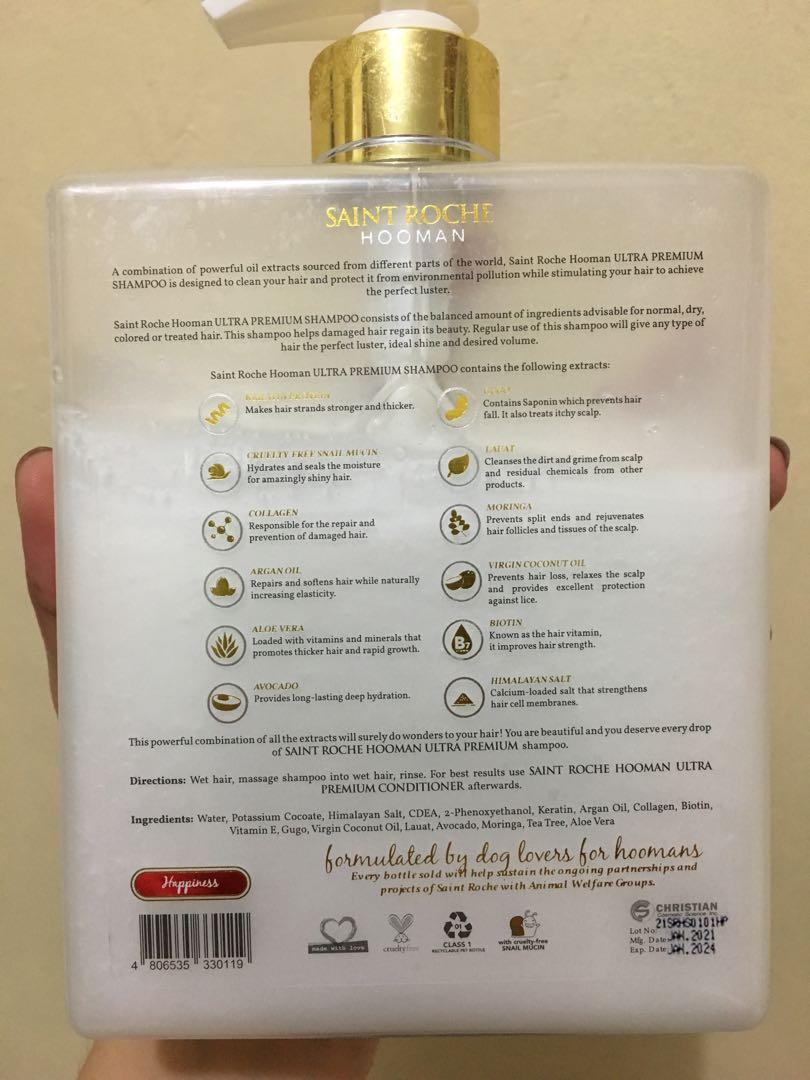 SAINT ROCHE
HOOMAN
A combination of powerful oil extracts sourced from different parts of the world, Saint Roche Hooman ULTRA PREMIUM
SHAMPOO is designed to clean your hair and protect it from environmental pollution while stimulating your hair to achieve
the perfect luster.
Saint Roche Hooman ULTRA PREMIUM SHAMPOO consists of the balanced amount of ingredients advisable for normal, dry,
colored or treated hair. This shampoo helps damaged hair regain its beauty. Regular use of this shampoo will give any type of
hair the perfect luster, ideal shine and desired volume.
Saint Roche Hooman ULTRA PREMIUM SHAMPOO contains the following extracts:
Makes hair strands stronger and thicker.
CRUELTY FREE SNAIL MUCIN
Hydrates and seals the moisture
for amazingly shiny hair.
COLLAGEN
Responsible for the repair and
prevention of damaged hair.
ARGAN OIL
Repairs and softens hair while naturally
increasing elasticity.
ALOE VERA
Loaded with vitamins and minerals that
promotes thicker hair and rapid growth.
AVOCADO
Provides long-lasting deep hydration.
Contains Saponin which prevents hair
fall. It also treats itchy scalp.
LAUAT
Cleanses the dirt and grime from scalp
and residual chemicals from other
products.
MORINGA
Prevents split ends and rejuvenates
hair follicles and tissues of the scalp.
VIRGIN COCONUT OIL
Prevents hair loss, relaxes the scalp
and provides excellent protection
against lice.
B7
BIOTIN
Known as the hair vitamin,
it improves hair strength.
HIMALAYAN SALT
Calcium-loaded salt that strengthens
hair cell membranes.
This powerful combination of all the extracts will surely do wonders to your hair! You are beautiful and you deserve every drop
of SAINT ROCHE HOOMAN ULTRA PREMIUM shampoo.
Directions: Wet hair, massage shampoo into wet hair, rinse. For best results use SAINT ROCHE HOOMAN ULTRA
PREMIUM CONDITIONER afterwards.
Ingredients: Water, Potassium Cocoate, Himalayan Salt, CDEA, 2-Phenoxyethanol, Keratin, Argan Oil, Collagen, Biotin,
Vitamin E, Gugo, Virgin Coconut Oil, Lauat, Avocado, Moringa, Tea Tree, Aloe Vera
formulated by dog lovers for hoomans
Every bottle sold will help sustain the ongoing partnerships and
projects of Saint Roche with Animal Welfare Groups.
Happiness
4 806535 330119
made with love
crueltyfree
01
CLASS 1
RECYCLABLE PET BOTTLE
with cruelty-free
SNAIL MUCIN
CHRISTIAN
Cosmetic Science Inc.
Lot No: 21SRHS0101HP
Mfg. Date: JAN. 2021
Exp. Date: JAN. 2024